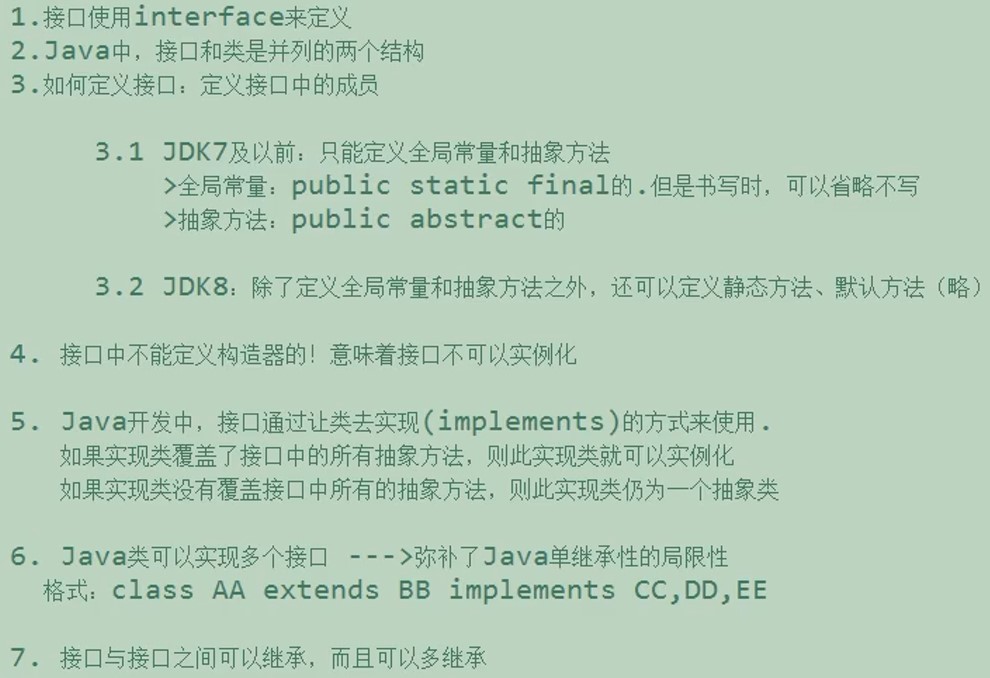 1.接口使用interface来定义
2.Java中，接口和类是并列的两个结构
3.如何定义接口：定义接口中的成员
3.1 JDK7及以前：只能定义全局常量和抽象方法
>全局常量：public static final的.但是书写时，可以省略不写
>抽象方法：public abstract的
3.2 JDK8：除了定义全局常量和抽象方法之外，还可以定义静态方法、默认方法（略）
4. 接口中不能定义构造器的！意味着接口不可以实例化
5. Java开发中，接口通过让类去实现(implements)的方式来使用.
如果实现类覆盖了接口中的所有抽象方法，则此实现类就可以实例化
如果实现类没有覆盖接口中所有的抽象方法，则此实现类仍为一个抽象类
6. Java类可以实现多个接口 --->弥补了Java单继承性的局限性
格式：class AA extends BB implements CC,DD,EE
7. 接口与接口之间可以继承，而且可以多继承